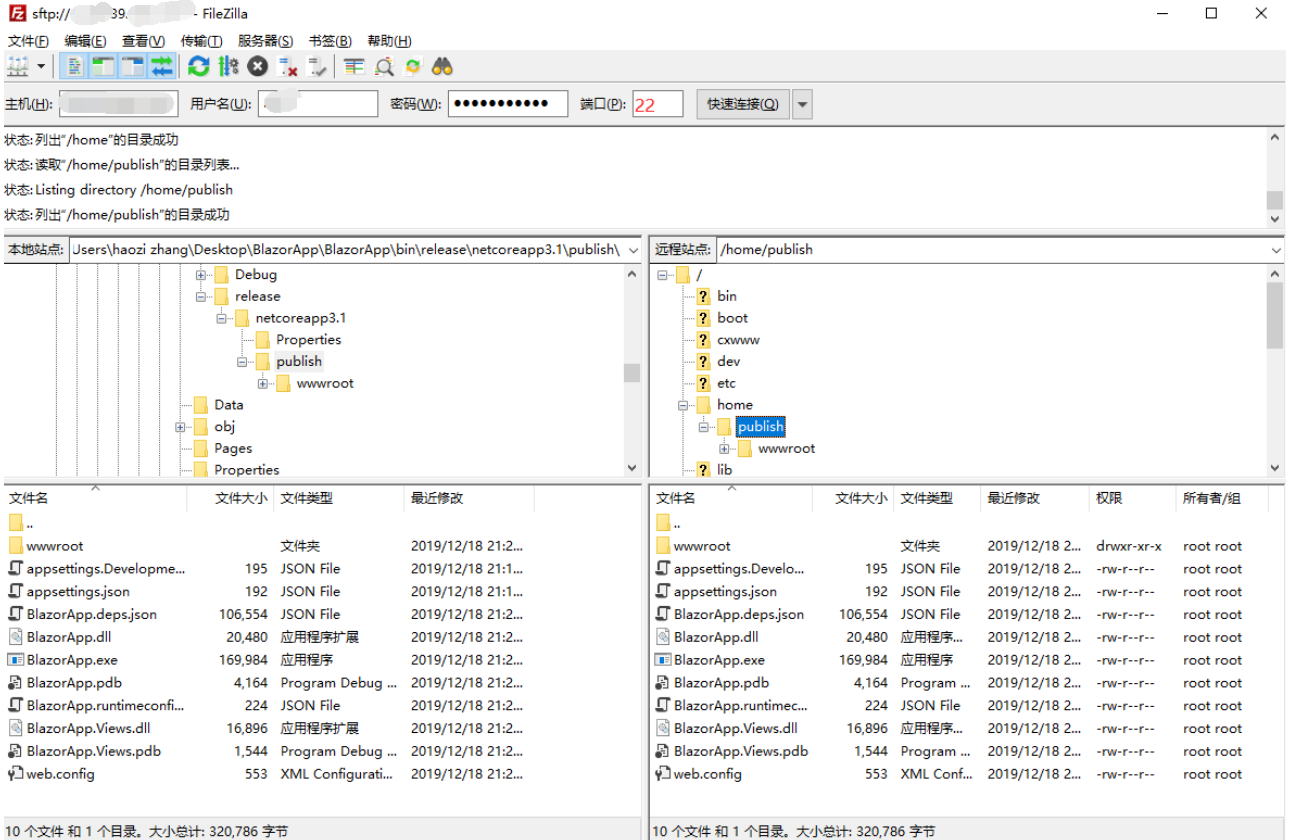 sftp:// 39. - FileZilla
文件(F) 编辑(E) 查看(V) 传输(T) 服务器(S) 书签(B) 帮助(H)
主机(H): 用户名(U): 密码(W): ●●●●●●●●●●● 端口(P): 22 快速连接(Q)
状态: 列出"/home"的目录成功
状态: 读取"/home/publish"的目录列表...
状态: Listing directory /home/publish
状态: 列出"/home/publish"的目录成功
本地站点: Users\haozi zhang\Desktop\BlazorApp\BlazorApp\bin\release\netcoreapp3.1\publish\
Debug
release
netcoreapp3.1
Properties
publish
wwwroot
Data
obj
Pages
Properties
远程站点: /home/publish
/
? bin
? boot
? cxwww
? dev
? etc
home
publish
wwwroot
? lib
文件名 文件大小 文件类型 最近修改
..
wwwroot 文件夹 2019/12/18 21:2...
appsettings.Developme... 195 JSON File 2019/12/18 21:1...
appsettings.json 192 JSON File 2019/12/18 21:1...
BlazorApp.deps.json 106,554 JSON File 2019/12/18 21:2...
BlazorApp.dll 20,480 应用程序扩展 2019/12/18 21:2...
BlazorApp.exe 169,984 应用程序 2019/12/18 21:2...
BlazorApp.pdb 4,164 Program Debug ... 2019/12/18 21:2...
BlazorApp.runtimeconfi... 224 JSON File 2019/12/18 21:2...
BlazorApp.Views.dll 16,896 应用程序扩展 2019/12/18 21:2...
BlazorApp.Views.pdb 1,544 Program Debug ... 2019/12/18 21:2...
web.config 553 XML Configurati... 2019/12/18 21:2...
10 个文件 和 1 个目录。大小总计: 320,786 字节
文件名 文件大小 文件类型 最近修改 权限 所有者/组
..
wwwroot 文件夹 2019/12/18 2... drwxr-xr-x root root
appsettings.Develo... 195 JSON File 2019/12/18 2... -rw-r--r-- root root
appsettings.json 192 JSON File 2019/12/18 2... -rw-r--r-- root root
BlazorApp.deps.json 106,554 JSON File 2019/12/18 2... -rw-r--r-- root root
BlazorApp.dll 20,480 应用程序... 2019/12/18 2... -rw-r--r-- root root
BlazorApp.exe 169,984 应用程序 2019/12/18 2... -rw-r--r-- root root
BlazorApp.pdb 4,164 Program ... 2019/12/18 2... -rw-r--r-- root root
BlazorApp.runtimec... 224 JSON File 2019/12/18 2... -rw-r--r-- root root
BlazorApp.Views.dll 16,896 应用程序... 2019/12/18 2... -rw-r--r-- root root
BlazorApp.Views.pdb 1,544 Program ... 2019/12/18 2... -rw-r--r-- root root
web.config 553 XML Conf... 2019/12/18 2... -rw-r--r-- root root
10 个文件 和 1 个目录。大小总计: 320,786 字节